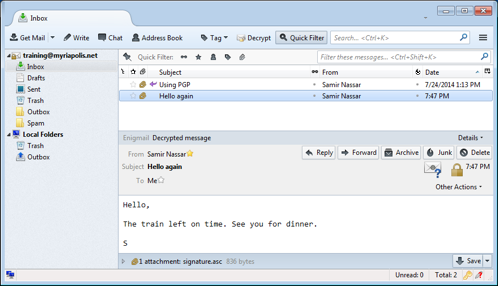 Inbox
Get Mail Write Chat Address Book Tag Decrypt Quick Filter Search... <Ctrl+K>
training@myriapolis.net
Inbox
Drafts
Sent
Trash
Outbox
Spam
Local Folders
Trash
Outbox
Quick Filter: Filter these messages... <Ctrl+Shift+K>
Subject From Date
Using PGP Samir Nassar 7/24/2014 1:13 PM
Hello again Samir Nassar 7:47 PM
Enigmail Decrypted message Details
From Samir Nassar Reply Forward Archive Junk Delete
Subject Hello again 7:47 PM
To Me Other Actions
Hello,
The train left on time. See you for dinner.
S
1 attachment: signature.asc 836 bytes Save
Unread: 0 Total: 2